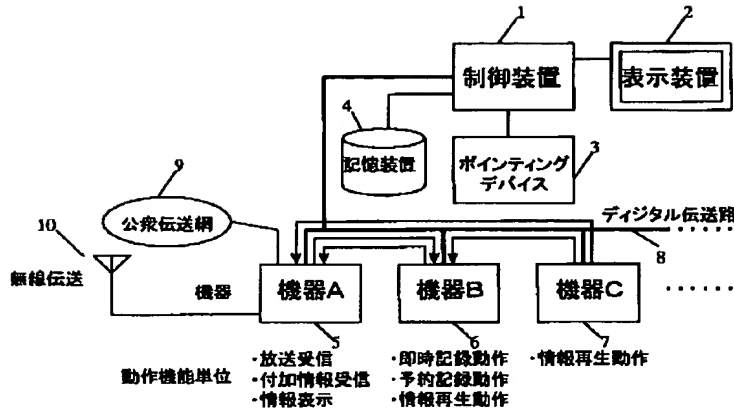 1
2
制御装置
表示装置
4
記憶装置
ポインティング
デバイス
3
9
公衆伝送網
10
無線伝送
ディジタル伝送路
8
機器
機器A
機器B
機器C
5
6
7
動作機能単位
・放送受信
・付加情報受信
・情報表示
・即時記録動作
・予約記録動作
・情報再生動作
・情報再生動作